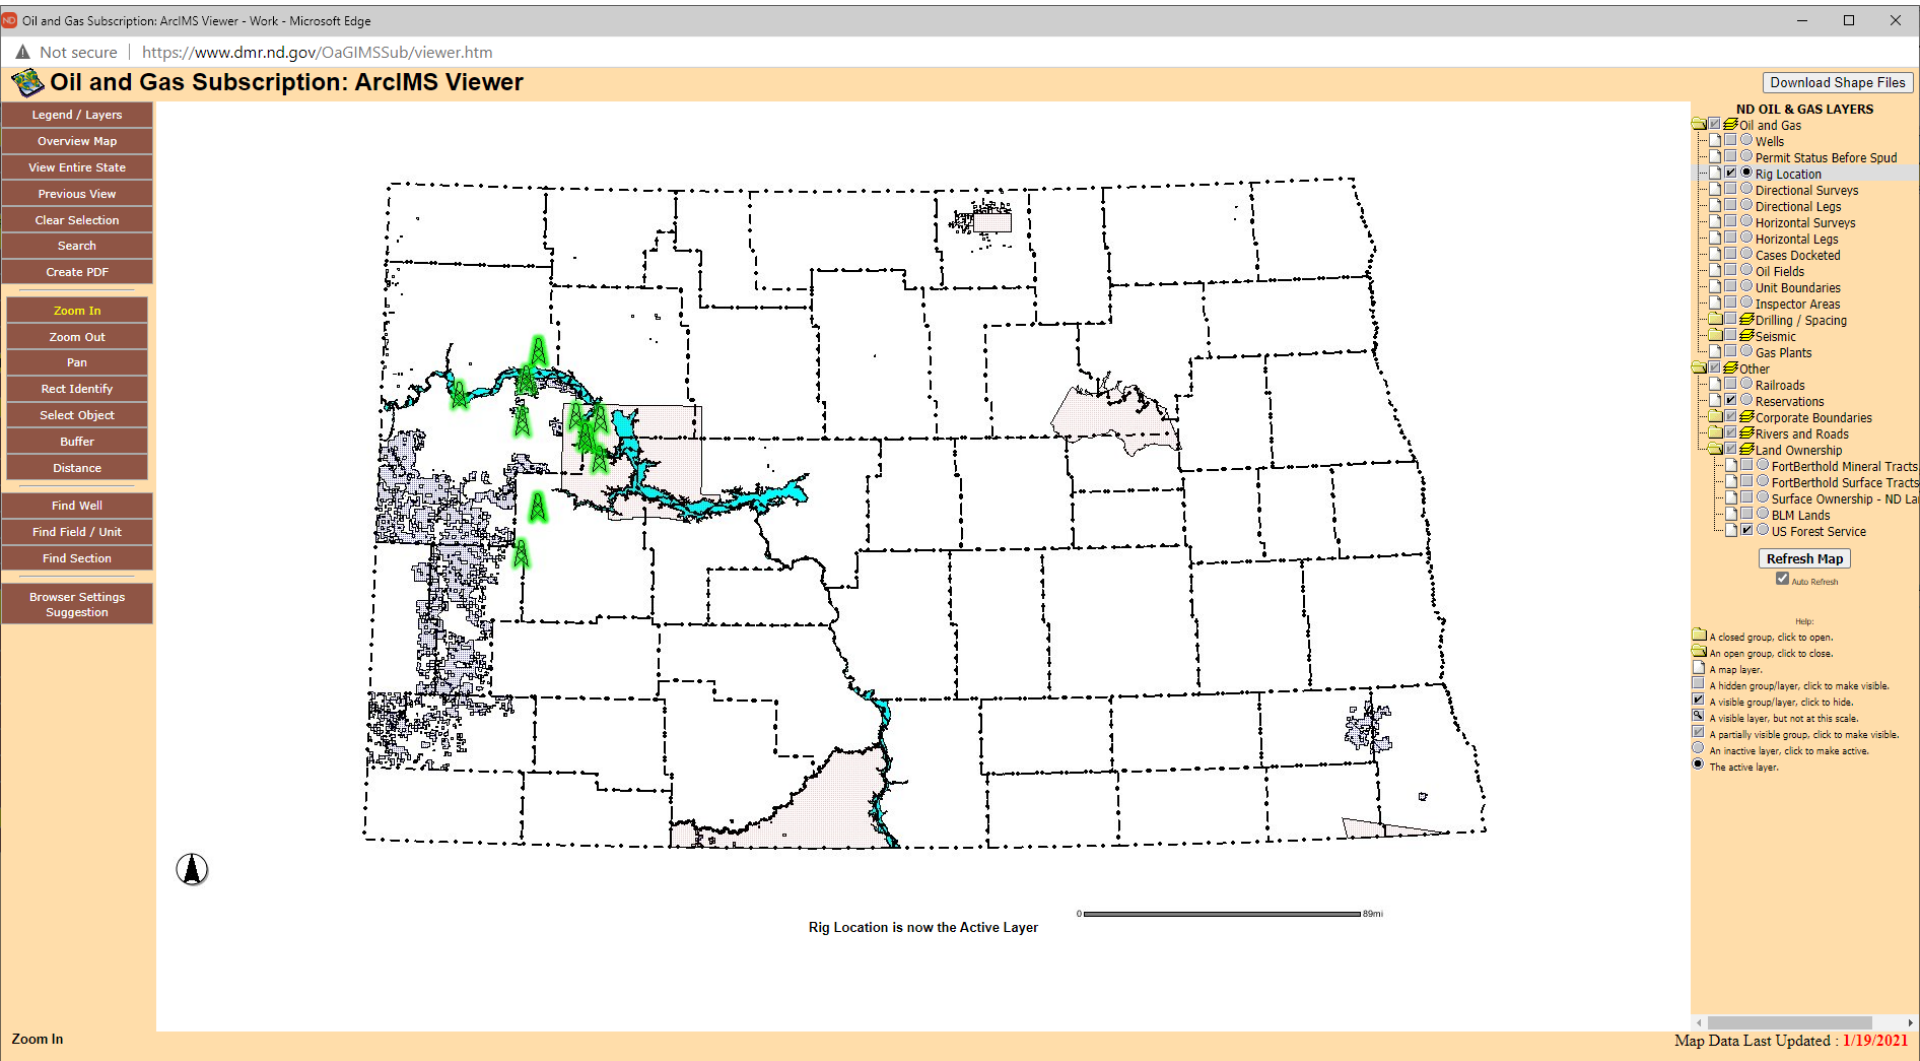 ND Oil and Gas Subscription: ArcIMS Viewer - Work - Microsoft Edge
Not secure | https://www.dmr.nd.gov/OaGIMSSub/viewer.htm
Oil and Gas Subscription: ArcIMS Viewer
Download Shape Files
Legend / Layers
Overview Map
View Entire State
Previous View
Clear Selection
Search
Create PDF
Zoom In
Zoom Out
Pan
Rect Identify
Select Object
Buffer
Distance
Find Well
Find Field / Unit
Find Section
Browser Settings
Suggestion
0 89mi
Rig Location is now the Active Layer
ND OIL & GAS LAYERS
Oil and Gas
Wells
Permit Status Before Spud
Rig Location
Directional Surveys
Directional Legs
Horizontal Surveys
Horizontal Legs
Cases Docketed
Oil Fields
Unit Boundaries
Inspector Areas
Drilling / Spacing
Seismic
Gas Plants
Other
Railroads
Reservations
Corporate Boundaries
Rivers and Roads
Land Ownership
FortBerthold Mineral Tracts
FortBerthold Surface Tracts
Surface Ownership - ND La
BLM Lands
US Forest Service
Refresh Map
Auto Refresh
Help:
A closed group, click to open.
An open group, click to close.
A map layer.
A hidden group/layer, click to make visible.
A visible group/layer, click to hide.
A visible layer, but not at this scale.
A partially visible group, click to make visible.
An inactive layer, click to make active.
The active layer.
Zoom In
Map Data Last Updated : 1/19/2021